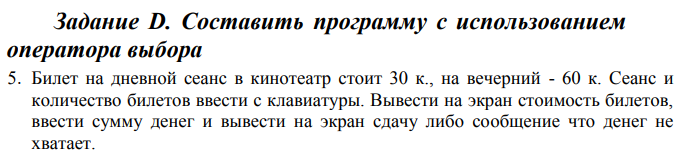 Задание D. Составить программу с использованием
оператора выбора
5. Билет на дневной сеанс в кинотеатр стоит 30 к., на вечерний - 60 к. Сеанс и
количество билетов ввести с клавиатуры. Вывести на экран стоимость билетов,
ввести сумму денег и вывести на экран сдачу либо сообщение что денег не
хватает.